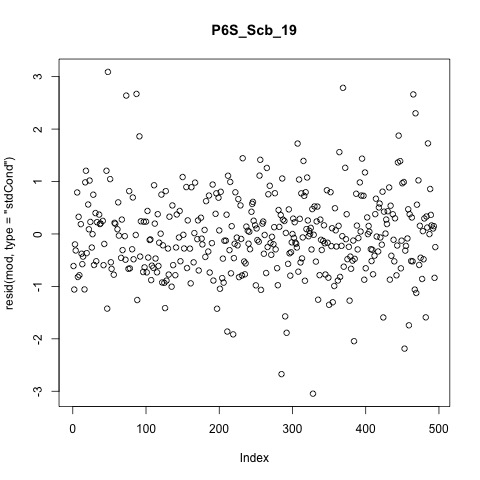 P6S_Scb_19
resid(mod, type = "stdCond")
3
2
1
0
-1
-2
-3
0 100 200 300 400 500
Index